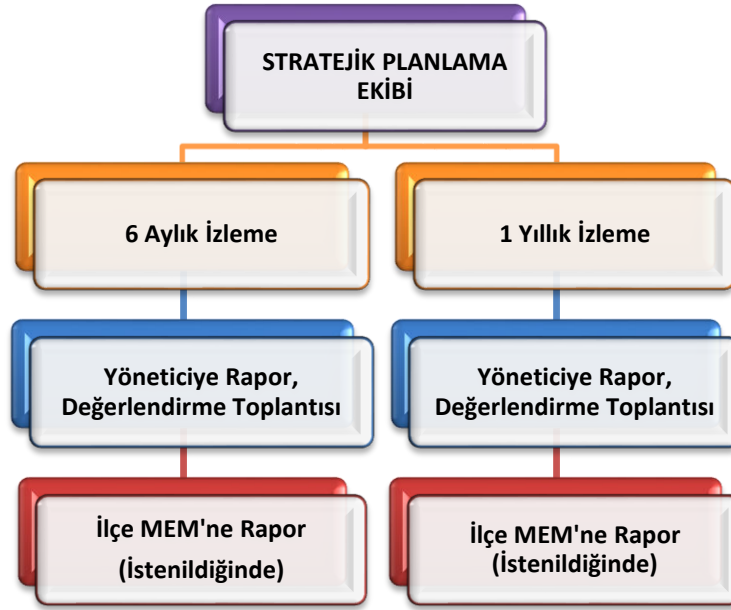 STRATEJİK PLANLAMA
EKİBİ
6 Aylık İzleme
1 Yıllık İzleme
Yöneticiye Rapor,
Değerlendirme Toplantısı
Yöneticiye Rapor,
Değerlendirme Toplantısı
İlçe MEM'ne Rapor
(İstenildiğinde)
İlçe MEM'ne Rapor
(İstenildiğinde)